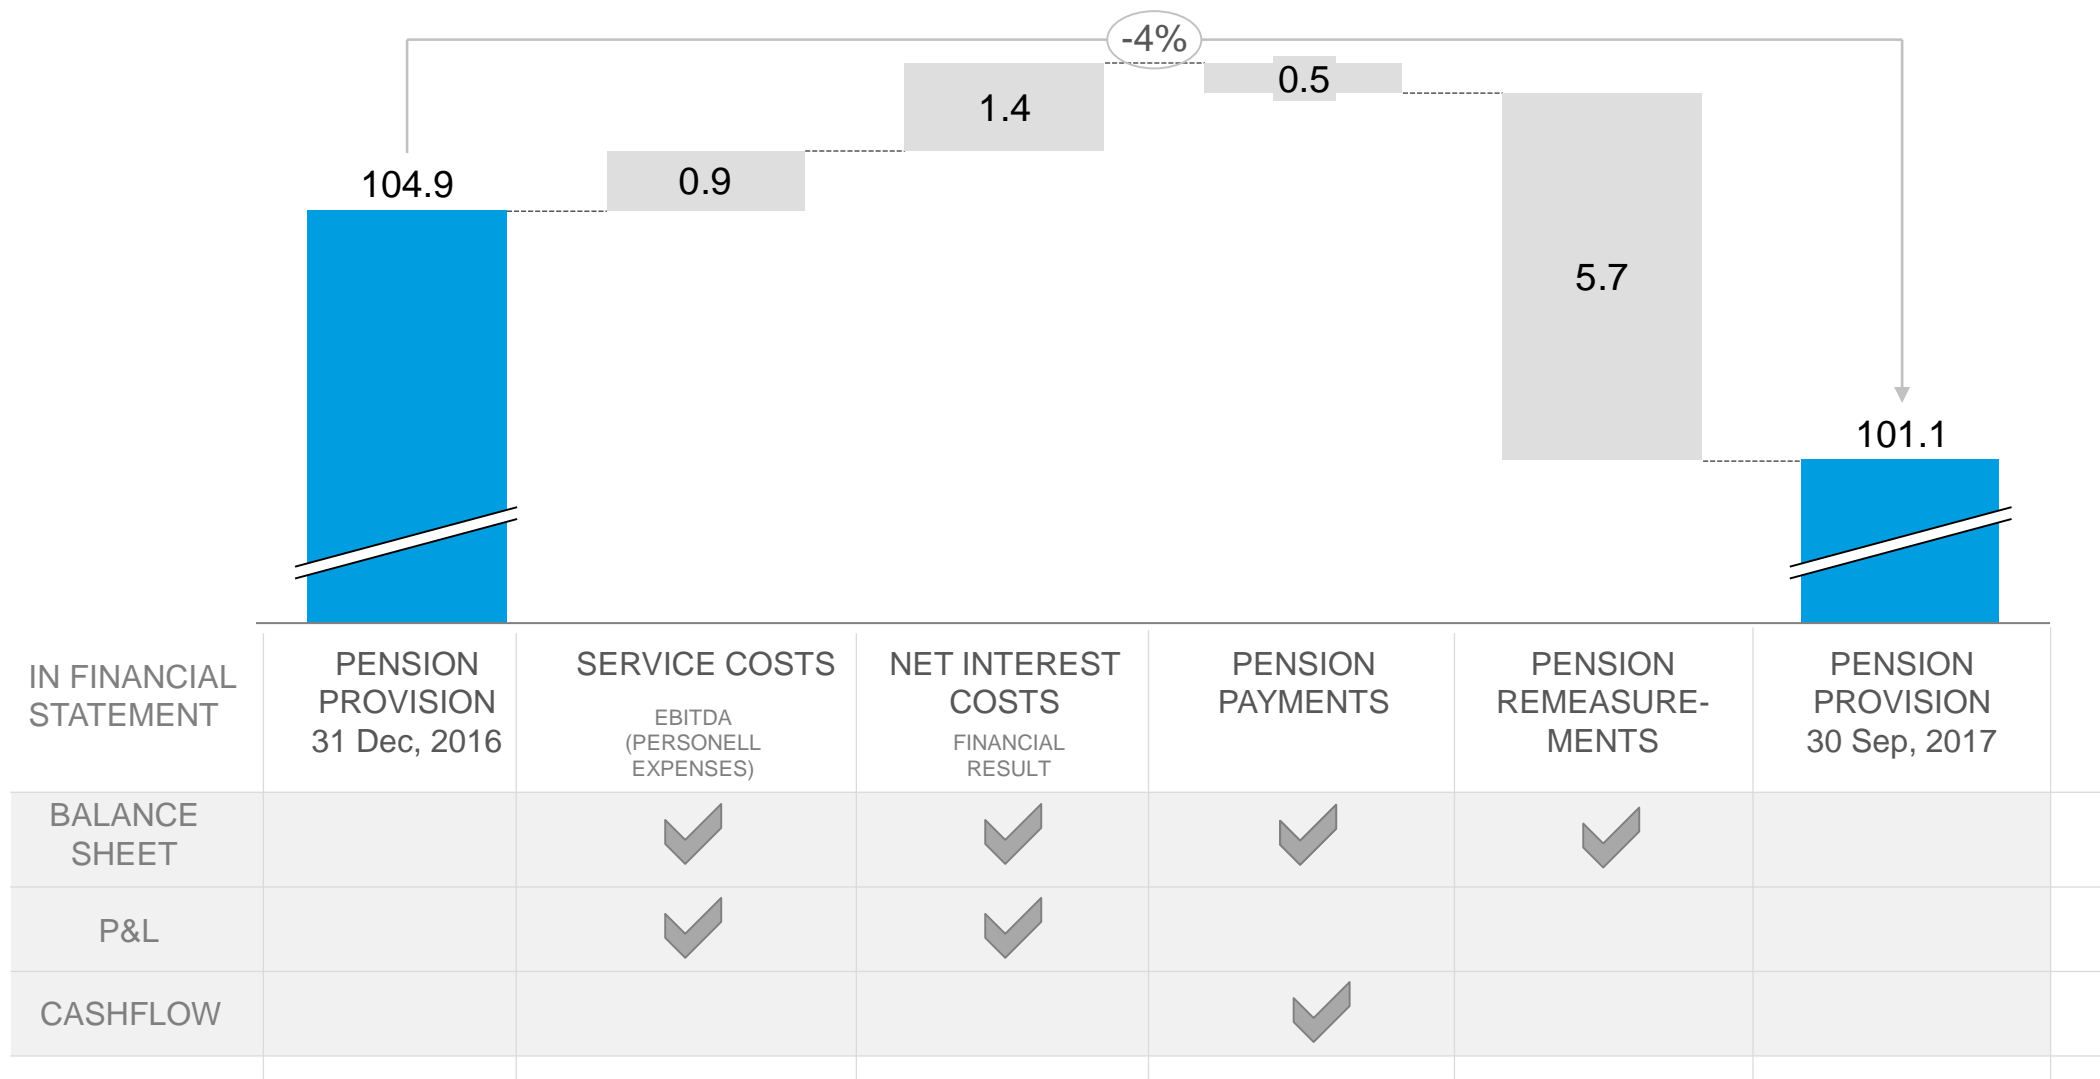 -4%
0.5
1.4
104.9
0.9
5.7
101.1
IN FINANCIAL
STATEMENT
PENSION
PROVISION
31 Dec, 2016
SERVICE COSTS
EBITDA
(PERSONELL
EXPENSES)
NET INTEREST
COSTS
FINANCIAL
RESULT
PENSION
PAYMENTS
PENSION
REMEASURE-
MENTS
PENSION
PROVISION
30 Sep, 2017
BALANCE
SHEET
P&L
CASHFLOW